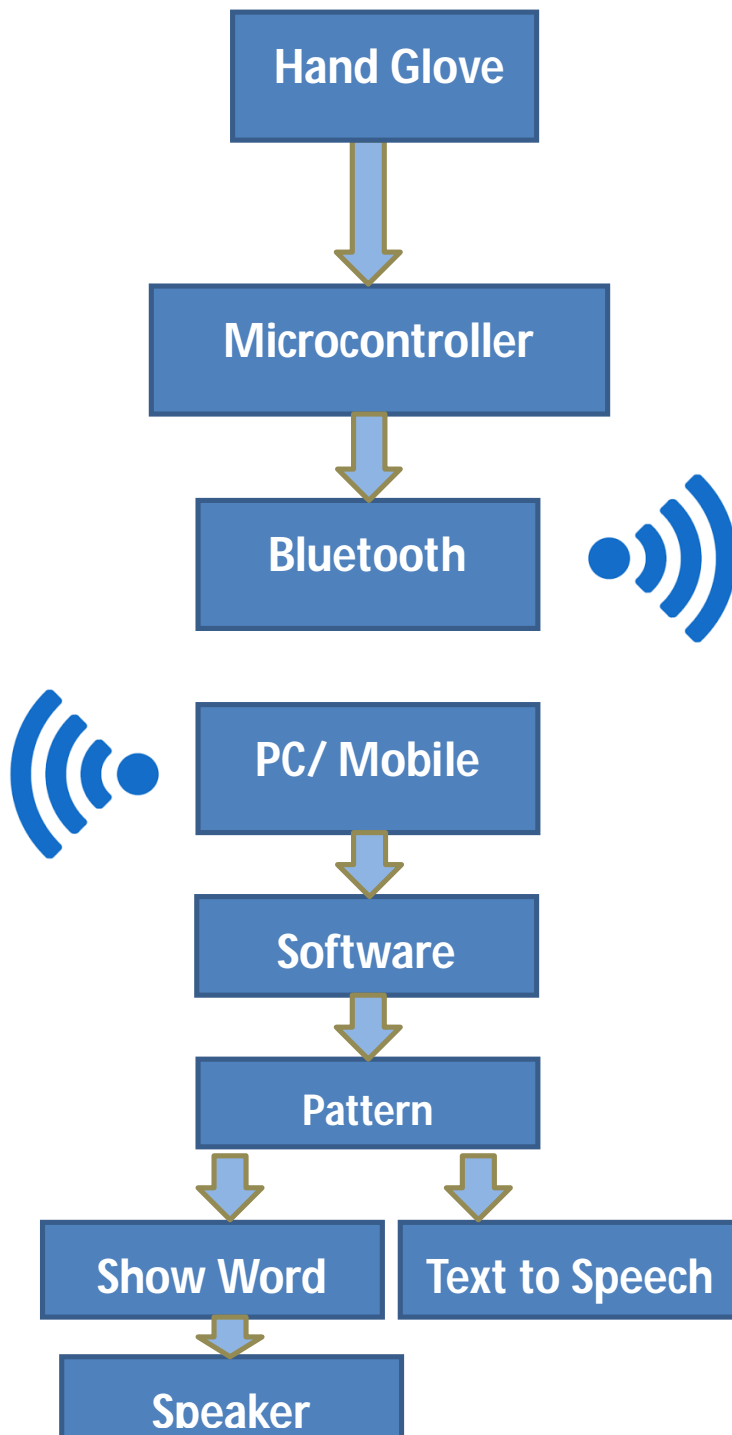 Hand Glove
Microcontroller
Bluetooth
PC/ Mobile
Software
Pattern
Show Word
Text to Speech
Speaker